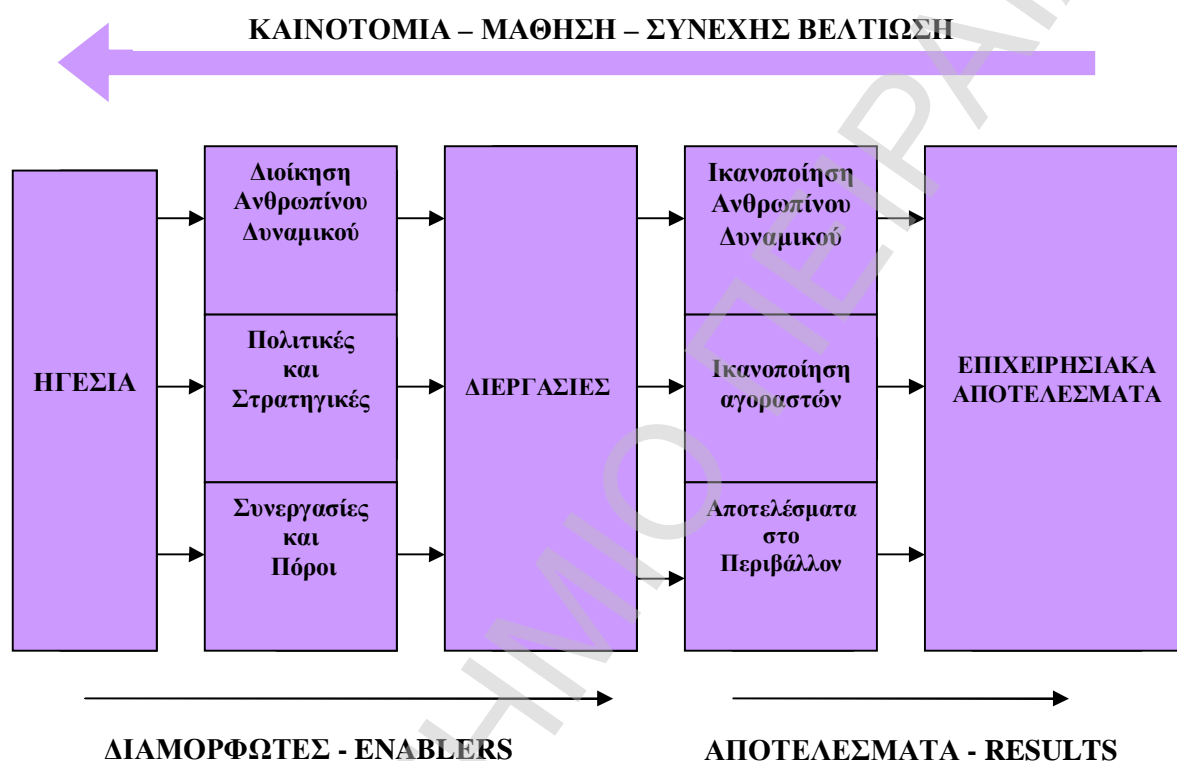 ΚΑΙΝΟΤΟΜΙΑ – ΜΑΘΗΣΗ – ΣΥΝΕΧΗΣ ΒΕΛΤΙΩΣΗ
ΗΓΕΣΙΑ
Διοίκηση
Ανθρωπίνου
Δυναμικού
Πολιτικές
και
Στρατηγικές
Συνεργασίες
και
Πόροι
ΔΙΕΡΓΑΣΙΕΣ
Ικανοποίηση
Ανθρωπίνου
Δυναμικού
Ικανοποίηση
αγοραστών
Αποτελέσματα
στο
Περιβάλλον
ΕΠΙΧΕΙΡΗΣΙΑΚΑ
ΑΠΟΤΕΛΕΣΜΑΤΑ
ΔΙΑΜΟΡΦΩΤΕΣ - ENABLERS
ΑΠΟΤΕΛΕΣΜΑΤΑ - RESULTS